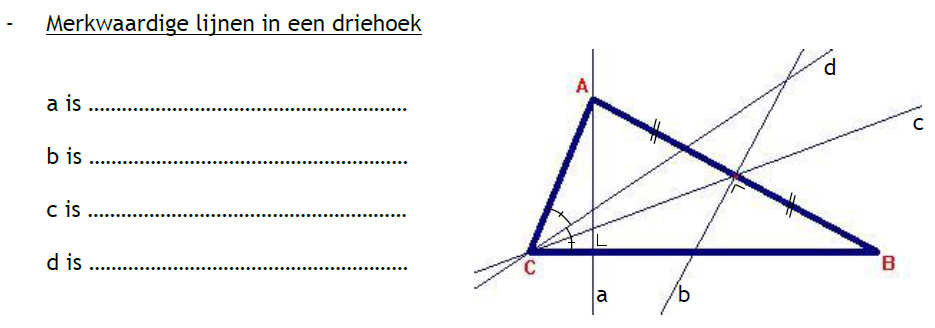 - Merkwaardige lijnen in een driehoek
a is ..........................................................
b is ..........................................................
c is ..........................................................
d is ..........................................................
A
d
c
C
B
a
b